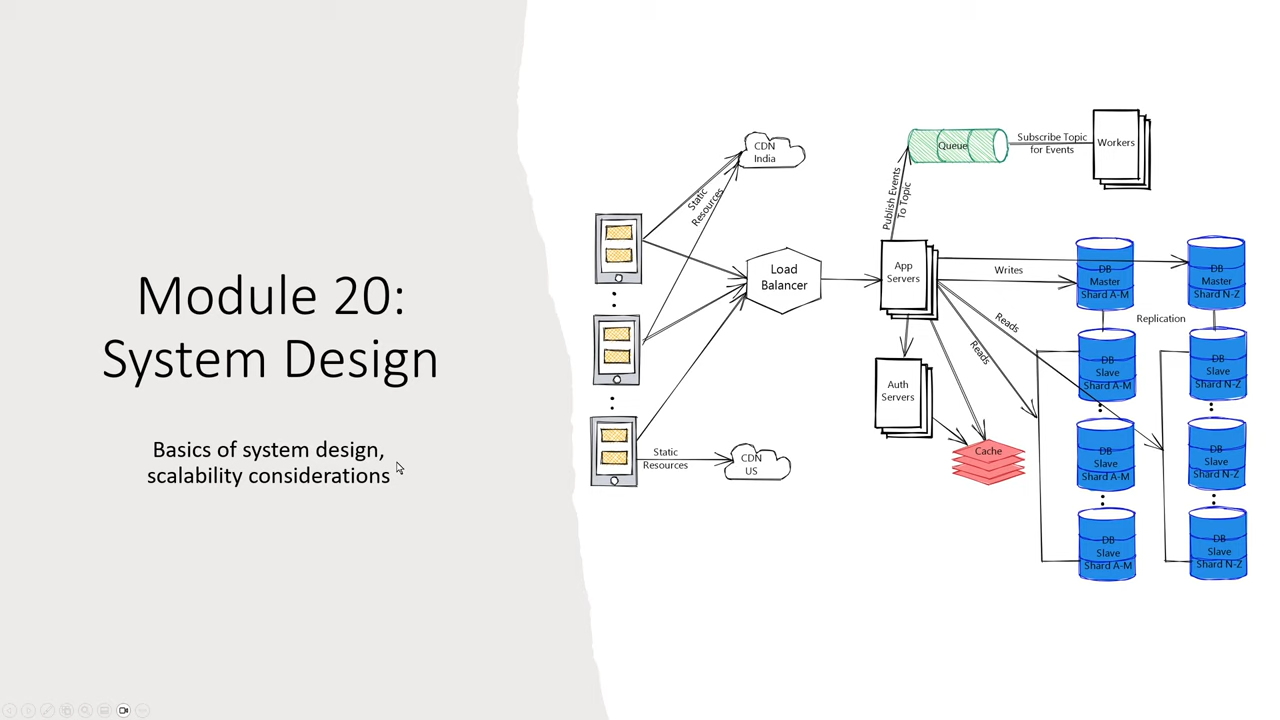 Module 20:
System Design
Basics of system design,
scalability considerations
CDN
India
Static
Resources
Load
Balancer
Static
Resources
CDN
US
Queue
Subscribe Topic
for Events
Workers
Publish Events
To Topic
App
Servers
Writes
Reads
Reads
Auth
Servers
Cache
DB
Master
Shard A-M
DB
Master
Shard N-Z
Replication
DB
Slave
Shard A-M
DB
Slave
Shard N-Z
DB
Slave
Shard A-M
DB
Slave
Shard N-Z
DB
Slave
Shard A-M
DB
Slave
Shard N-Z